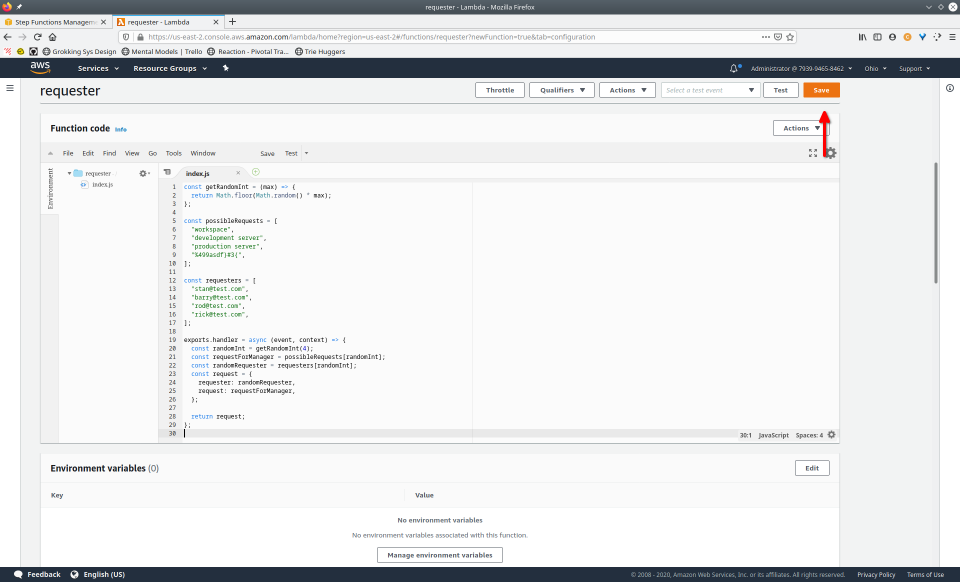 requester - Lambda - Mozilla Firefox
Step Functions Managem
requester - Lambda
https://us-east-2.console.aws.amazon.com/lambda/home?region=us-east-2#/functions/requester?newFunction=true&tab=configuration
Grokking Sys Design
Mental Models | Trello
Reaction - Pivotal Tra...
Trie Huggers
aws
Services
Resource Groups
Administrator @ 7939-9465-8462
Ohio
Support
requester
Throttle
Qualifiers
Actions
Select a test event
Test
Save
Function code
Info
Actions
File Edit Find View Go Tools Window Save Test
Environment
requester
index.js
index.js
1 const getRandomInt = (max) => {
2 return Math.floor(Math.random() * max);
3 };
4
5 const possibleRequests = [
6 "workspace",
7 "development server",
8 "production server",
9 "%499asdf}#3{",
10 ];
11
12 const requesters = [
13 "stan@test.com",
14 "barry@test.com",
15 "rod@test.com",
16 "rick@test.com",
17 ];
18
19 exports.handler = async (event, context) => {
20 const randomInt = getRandomInt(4);
21 const requestForManager = possibleRequests[randomInt];
22 const randomRequester = requesters[randomInt];
23 const request = {
24 requester: randomRequester,
25 request: requestForManager,
26 };
27
28 return request;
29 };
30
30:1 JavaScript Spaces: 4
Environment variables (0)
Edit
Key
Value
No environment variables
No environment variables associated with this function.
Manage environment variables
Feedback
English (US)
© 2008 - 2020, Amazon Web Services, Inc. or its affiliates. All rights reserved.
Privacy Policy
Terms of Use